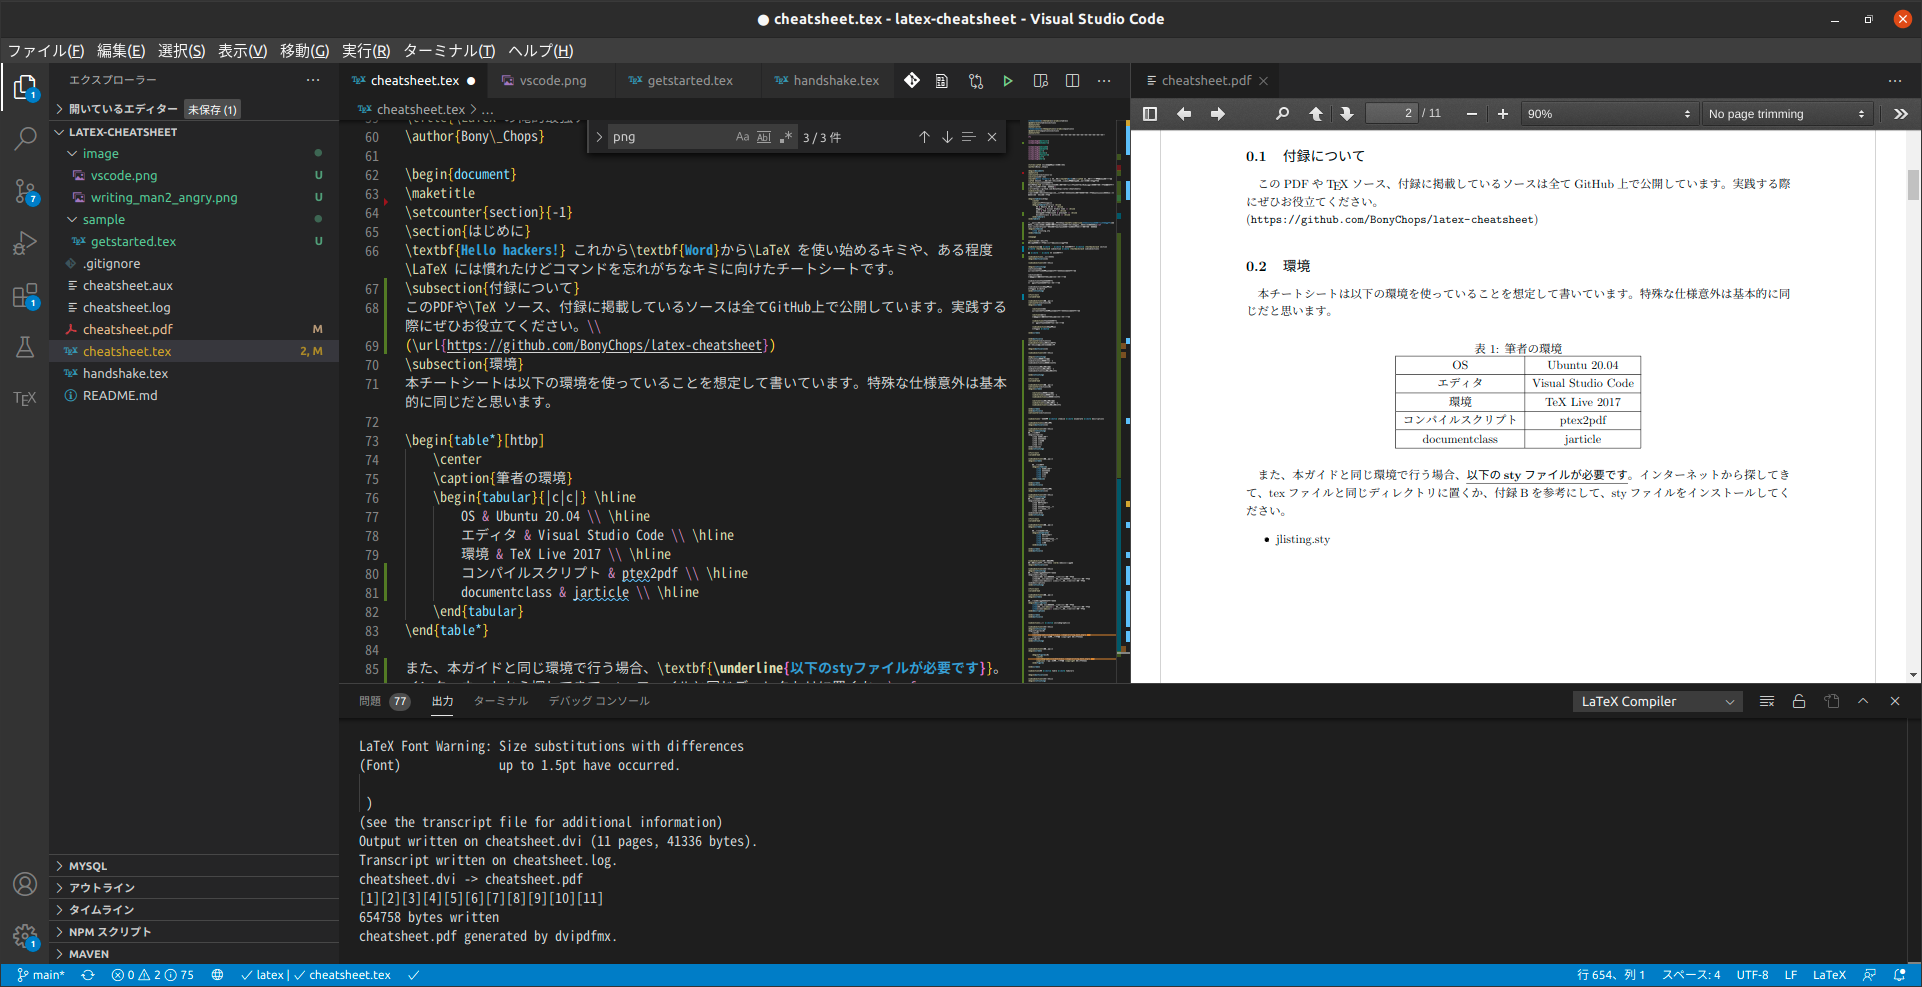 ● cheatsheet.tex - latex-cheatsheet - Visual Studio Code
ファイル(F) 編集(E) 選択(S) 表示(V) 移動(G) 実行(R) ターミナル(T) ヘルプ(H)
エクスプローラー
開いているエディター 未保存 (1)
LATEX-CHEATSHEET
image
vscode.png U
writing_man2_angry.png U
sample
getstarted.tex U
.gitignore
cheatsheet.aux
cheatsheet.log
cheatsheet.pdf M
cheatsheet.tex 2, M
handshake.tex
README.md
MYSQL
アウトライン
タイムライン
NPM スクリプト
MAVEN
1
7
1
TEX
1
cheatsheet.tex ● vscode.png getstarted.tex handshake.tex
cheatsheet.tex > ...
png Aa Abl .* 3 / 3 件
60 \author{Bony\_Chops}
61
62 \begin{document}
63 \maketitle
64 \setcounter{section}{-1}
65 \section{はじめに}
66 \textbf{Hello hackers!} これから\textbf{Word}から\LaTeX を使い始めるキミや、ある程度
\LaTeX には慣れたけどコマンドを忘れがちなキミに向けたチートシートです。
67 \subsection{付録について}
68 このPDFや\TeX ソース、付録に掲載しているソースは全てGitHub上で公開しています。実践する
際にぜひお役立てください。\\
69 (\url{https://github.com/BonyChops/latex-cheatsheet})
70 \subsection{環境}
71 本チートシートは以下の環境を使っていることを想定して書いています。特殊な仕様意外は基本
的に同じだと思います。
72
73 \begin{table*}[htbp]
74 \center
75 \caption{筆者の環境}
76 \begin{tabular}{|c|c|} \hline
77 OS & Ubuntu 20.04 \\ \hline
78 エディタ & Visual Studio Code \\ \hline
79 環境 & TeX Live 2017 \\ \hline
80 コンパイルスクリプト & ptex2pdf \\ \hline
81 documentclass & jarticle \\ \hline
82 \end{tabular}
83 \end{table*}
84
85 また、本ガイドと同じ環境で行う場合、\textbf{\underline{以下のstyファイルが必要です}}。
cheatsheet.pdf
2 / 11 90% No page trimming
0.1 付録について
この PDF や TEX ソース、付録に掲載しているソースは全て GitHub 上で公開しています。実践する際
にぜひお役立てください。
(https://github.com/BonyChops/latex-cheatsheet)
0.2 環境
本チートシートは以下の環境を使っていることを想定して書いています。特殊な仕様意外は基本的に同
じだと思います。
表 1: 筆者の環境
OS Ubuntu 20.04
エディタ Visual Studio Code
環境 TeX Live 2017
コンパイルスクリプト ptex2pdf
documentclass jarticle
また、本ガイドと同じ環境で行う場合、以下の sty ファイルが必要です。インターネットから探してき
て、tex ファイルと同じディレクトリに置くか、付録 B を参考にして、sty ファイルをインストールしてく
ださい。
• jlisting.sty
問題 77 出力 ターミナル デバッグ コンソール LaTeX Compiler
LaTeX Font Warning: Size substitutions with differences
(Font) up to 1.5pt have occurred.
)
(see the transcript file for additional information)
Output written on cheatsheet.dvi (11 pages, 41336 bytes).
Transcript written on cheatsheet.log.
cheatsheet.dvi -> cheatsheet.pdf
[1][2][3][4][5][6][7][8][9][10][11]
654758 bytes written
cheatsheet.pdf generated by dvipdfmx.
main* 0 2 75 ✓ latex | ✓ cheatsheet.tex ✓ 行 654、列 1 スペース: 4 UTF-8 LF LaTeX